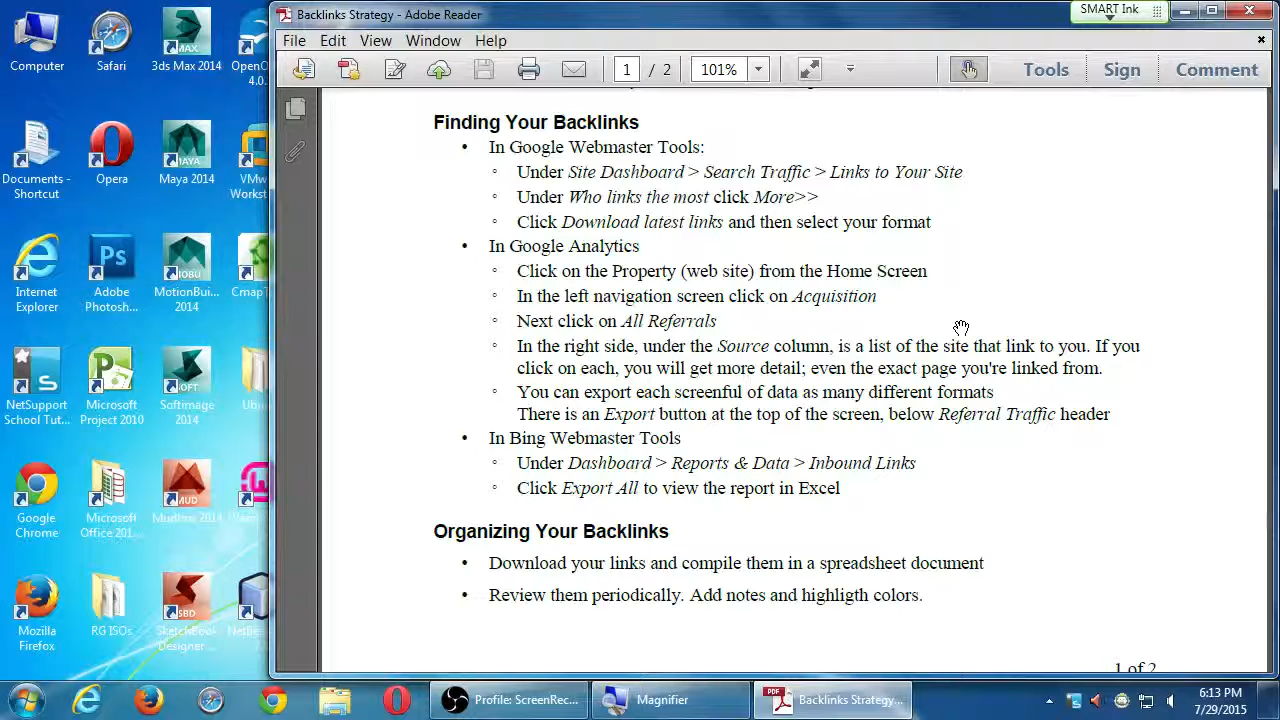 Computer
Safari
3ds Max 2014
OpenO
4.0.
Documents -
Shortcut
Opera
Maya 2014
VMw
Workst
Internet
Explorer
Adobe
Photosh...
MotionBui...
2014
CmapT
NetSupport
School Tut...
Microsoft
Project 2010
Softimage
2014
Ubu
Google
Chrome
Microsoft
Office 201...
Mudbox 2014
Mozilla
Firefox
RG ISOs
SketchBook
Designer ...
Backlinks Strategy - Adobe Reader
SMART Ink
File Edit View Window Help
1 / 2 101% Tools Sign Comment
Finding Your Backlinks
• In Google Webmaster Tools:
◦ Under Site Dashboard > Search Traffic > Links to Your Site
◦ Under Who links the most click More>>
◦ Click Download latest links and then select your format
• In Google Analytics
◦ Click on the Property (web site) from the Home Screen
◦ In the left navigation screen click on Acquisition
◦ Next click on All Referrals
◦ In the right side, under the Source column, is a list of the site that link to you. If you
click on each, you will get more detail; even the exact page you're linked from.
◦ You can export each screenful of data as many different formats
There is an Export button at the top of the screen, below Referral Traffic header
• In Bing Webmaster Tools
◦ Under Dashboard > Reports & Data > Inbound Links
◦ Click Export All to view the report in Excel
Organizing Your Backlinks
• Download your links and compile them in a spreadsheet document
• Review them periodically. Add notes and highligth colors.
1 of 2
Profile: ScreenRec...
Magnifier
Backlinks Strategy...
6:13 PM
7/29/2015